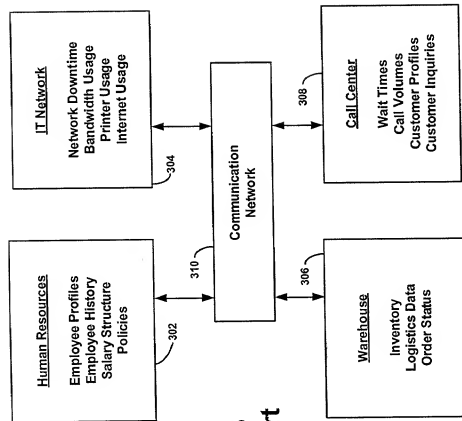 Human Resources
Employee Profiles
Employee History
Salary Structure
Policies
302
IT Network
Network Downtime
Bandwidth Usage
Printer Usage
Internet Usage
304
310
Communication
Network
Warehouse
Inventory
Logistics Data
Order Status
306
Call Center
Wait Times
Call Volumes
Customer Profiles
Customer Inquiries
308